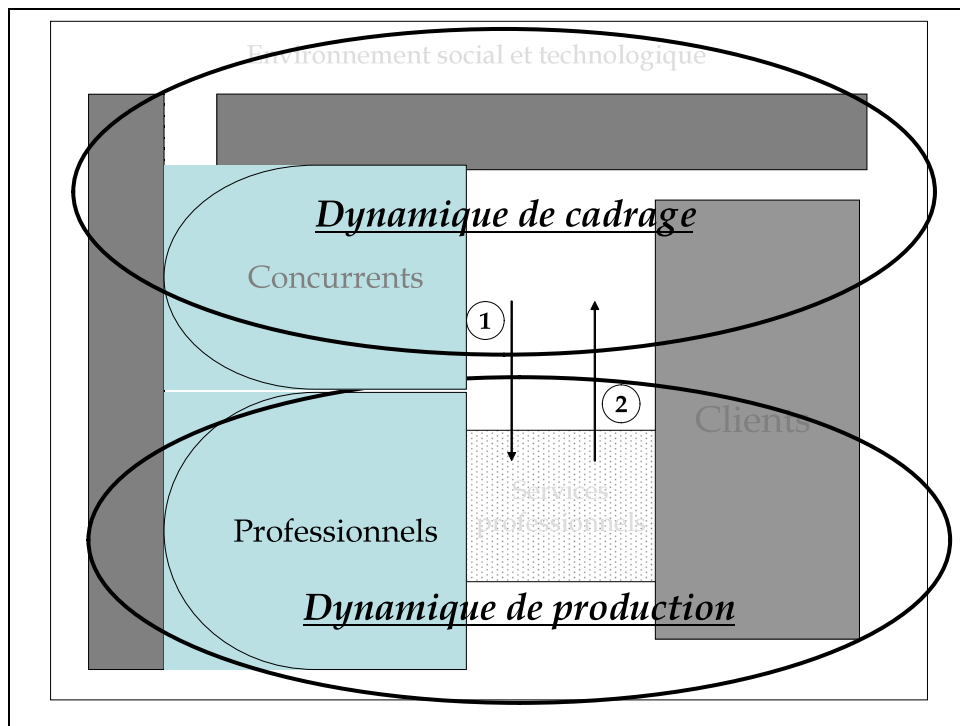 Environnement social et technologique
Dynamique de cadrage
Concurrents
1
2
Clients
Services
professionnels
Professionnels
Dynamique de production